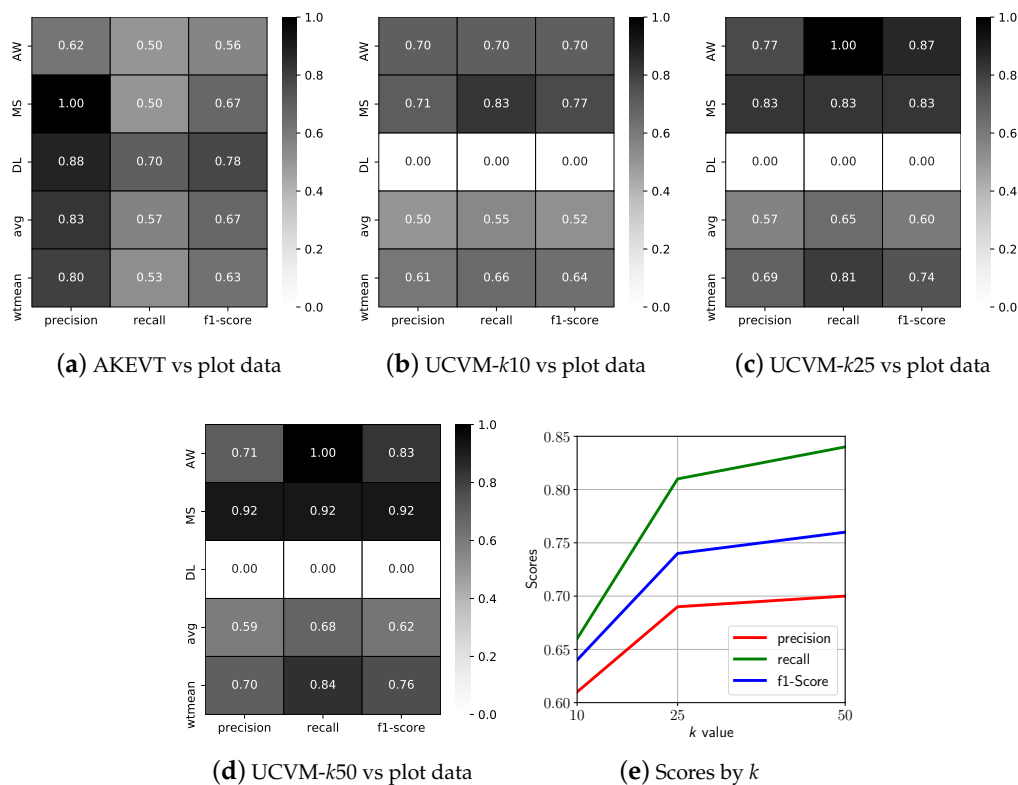 AW 0.62 0.50 0.56
MS 1.00 0.50 0.67
DL 0.88 0.70 0.78
avg 0.83 0.57 0.67
wtmean 0.80 0.53 0.63
precision recall f1-score
1.0
0.8
0.6
0.4
0.2
0.0
(a) AKEVT vs plot data
AW 0.70 0.70 0.70
MS 0.71 0.83 0.77
DL 0.00 0.00 0.00
avg 0.50 0.55 0.52
wtmean 0.61 0.66 0.64
precision recall f1-score
1.0
0.8
0.6
0.4
0.2
0.0
(b) UCVM-k10 vs plot data
AW 0.77 1.00 0.87
MS 0.83 0.83 0.83
DL 0.00 0.00 0.00
avg 0.57 0.65 0.60
wtmean 0.69 0.81 0.74
precision recall f1-score
1.0
0.8
0.6
0.4
0.2
0.0
(c) UCVM-k25 vs plot data
AW 0.71 1.00 0.83
MS 0.92 0.92 0.92
DL 0.00 0.00 0.00
avg 0.59 0.68 0.62
wtmean 0.70 0.84 0.76
precision recall f1-score
1.0
0.8
0.6
0.4
0.2
0.0
(d) UCVM-k50 vs plot data
Scores
0.85
0.80
0.75
0.70
0.65
0.60
precision
recall
f1-Score
10 25 50
k value
(e) Scores by k